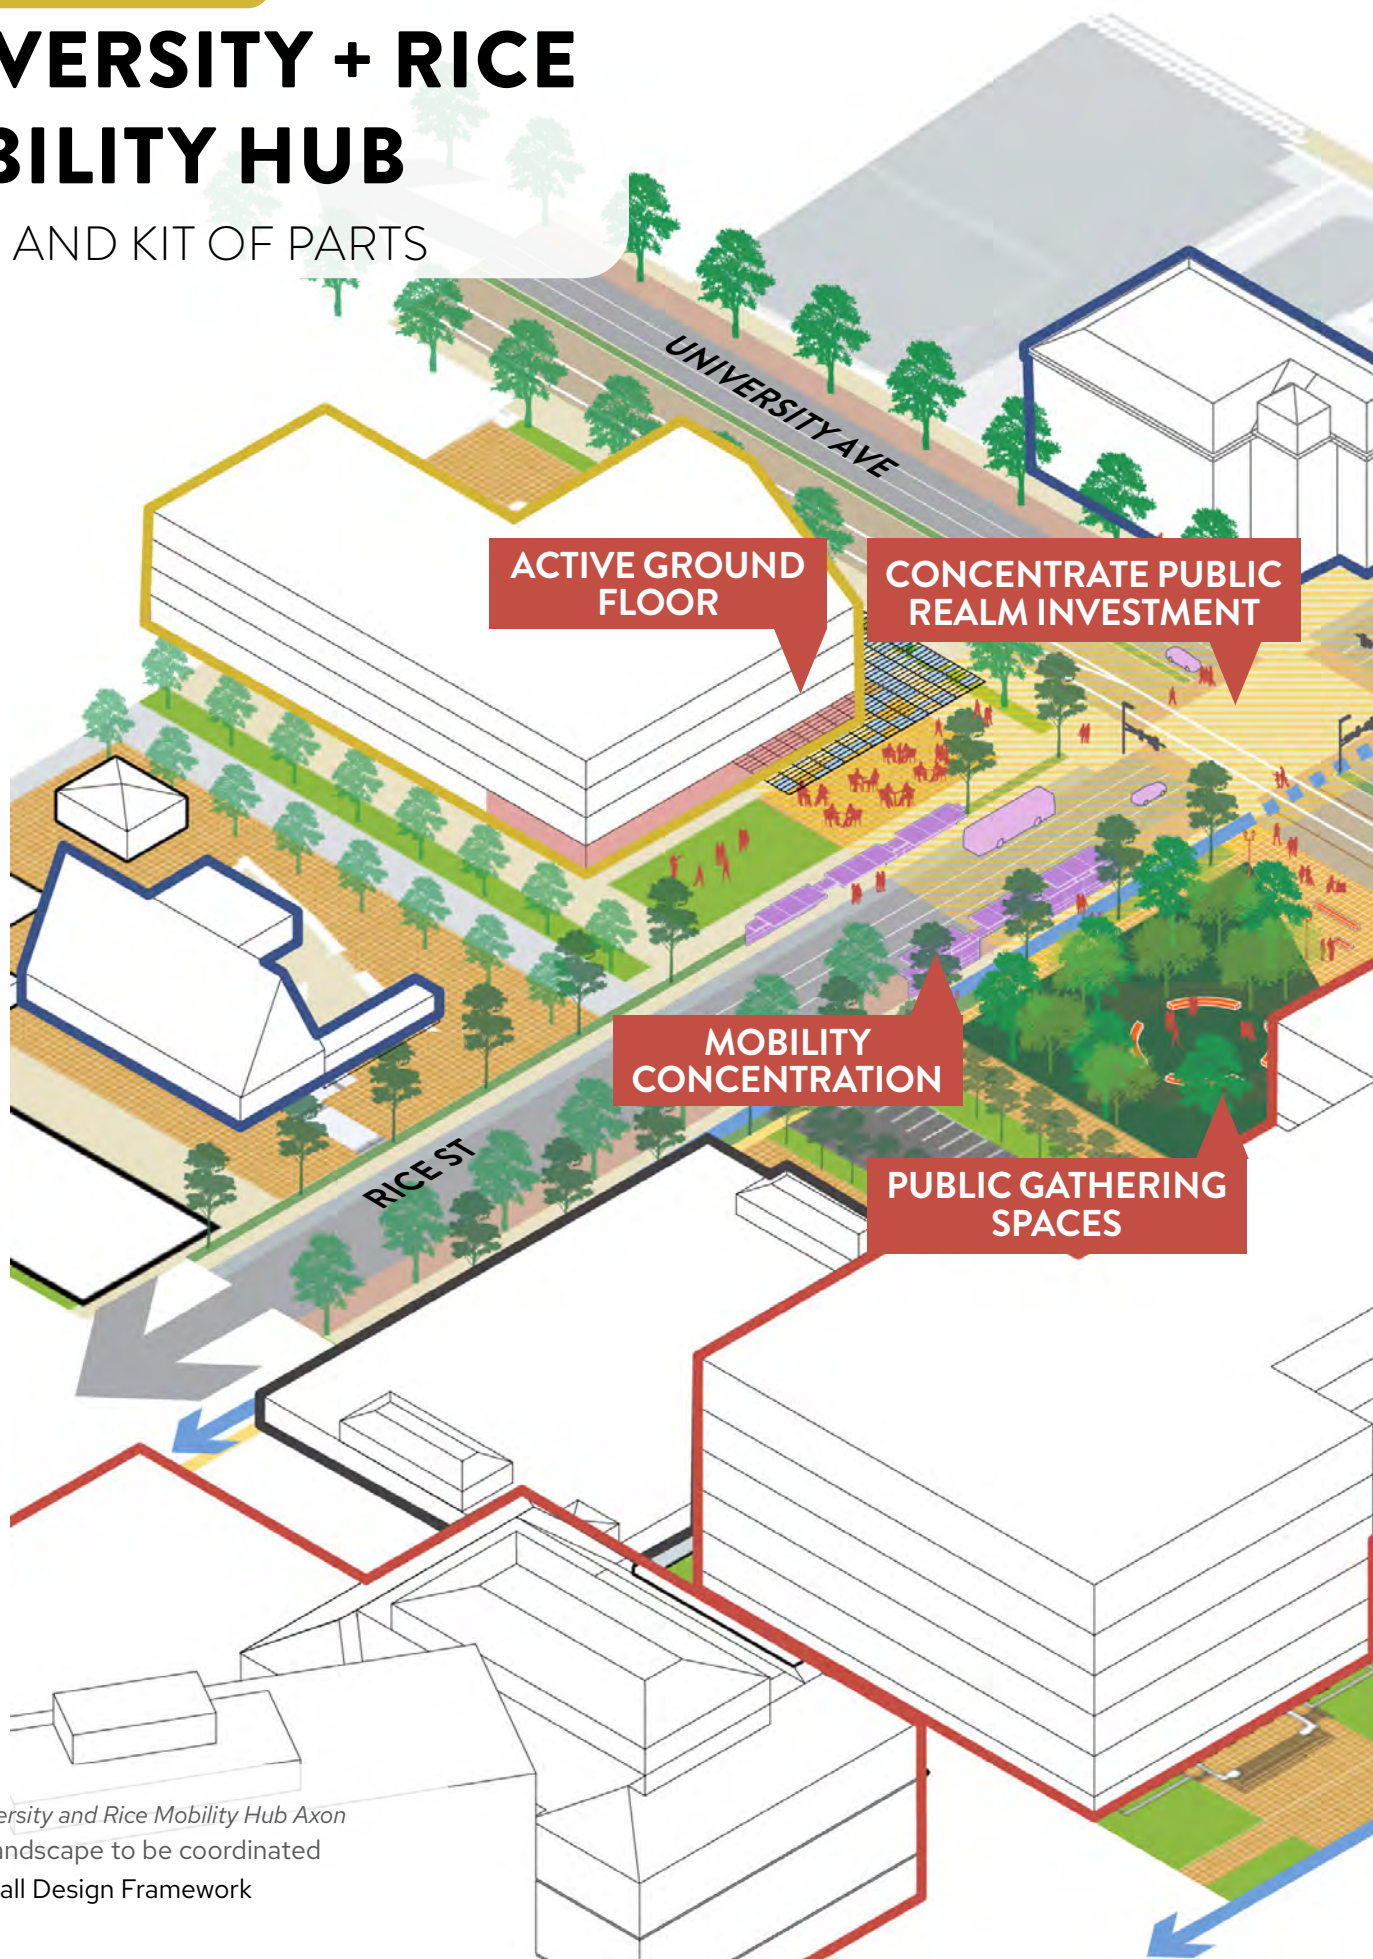 VERSITY + RICE
BILITY HUB
AND KIT OF PARTS
UNIVERSITY AVE
ACTIVE GROUND
FLOOR
CONCENTRATE PUBLIC
REALM INVESTMENT
MOBILITY
CONCENTRATION
PUBLIC GATHERING
SPACES
RICE ST
ersity and Rice Mobility Hub Axon
andscape to be coordinated
all Design Framework